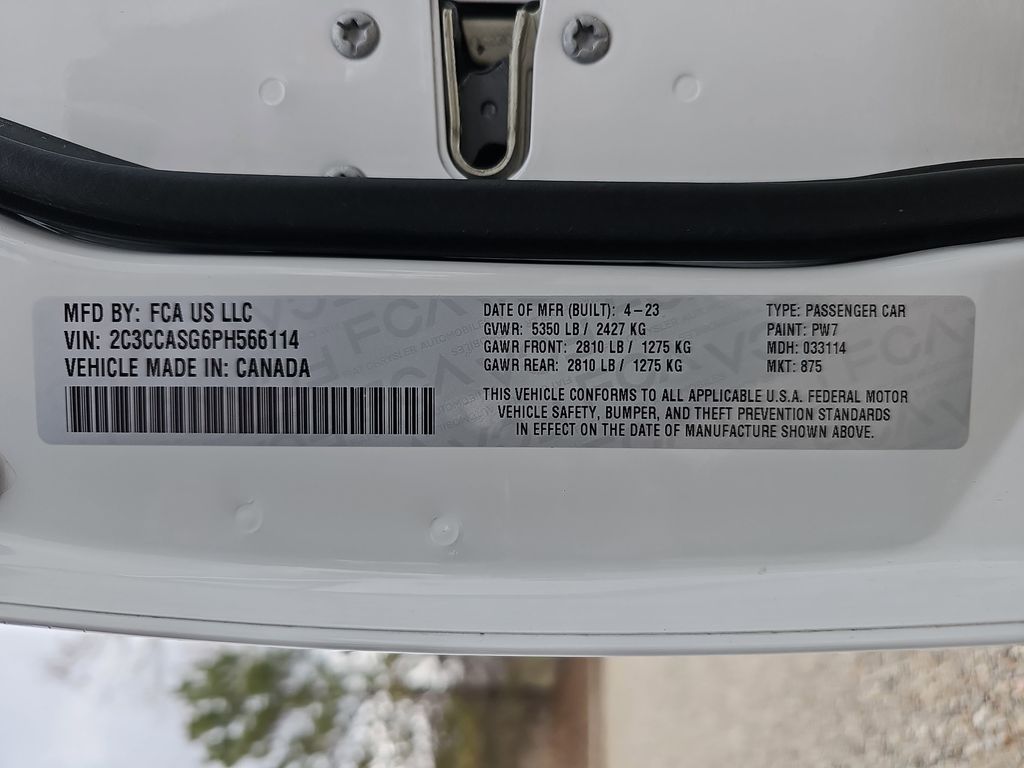 MFD BY: FCA US LLC
VIN: 2C3CCASG6PH566114
VEHICLE MADE IN: CANADA
DATE OF MFR (BUILT): 4-23
GVWR: 5350 LB / 2427 KG
GAWR FRONT: 2810 LB / 1275 KG
GAWR REAR: 2810 LB / 1275 KG
TYPE: PASSENGER CAR
PAINT: PW7
MDH: 033114
MKT: 875
THIS VEHICLE CONFORMS TO ALL APPLICABLE U.S.A. FEDERAL MOTOR
VEHICLE SAFETY, BUMPER, AND THEFT PREVENTION STANDARDS
IN EFFECT ON THE DATE OF MANUFACTURE SHOWN ABOVE.